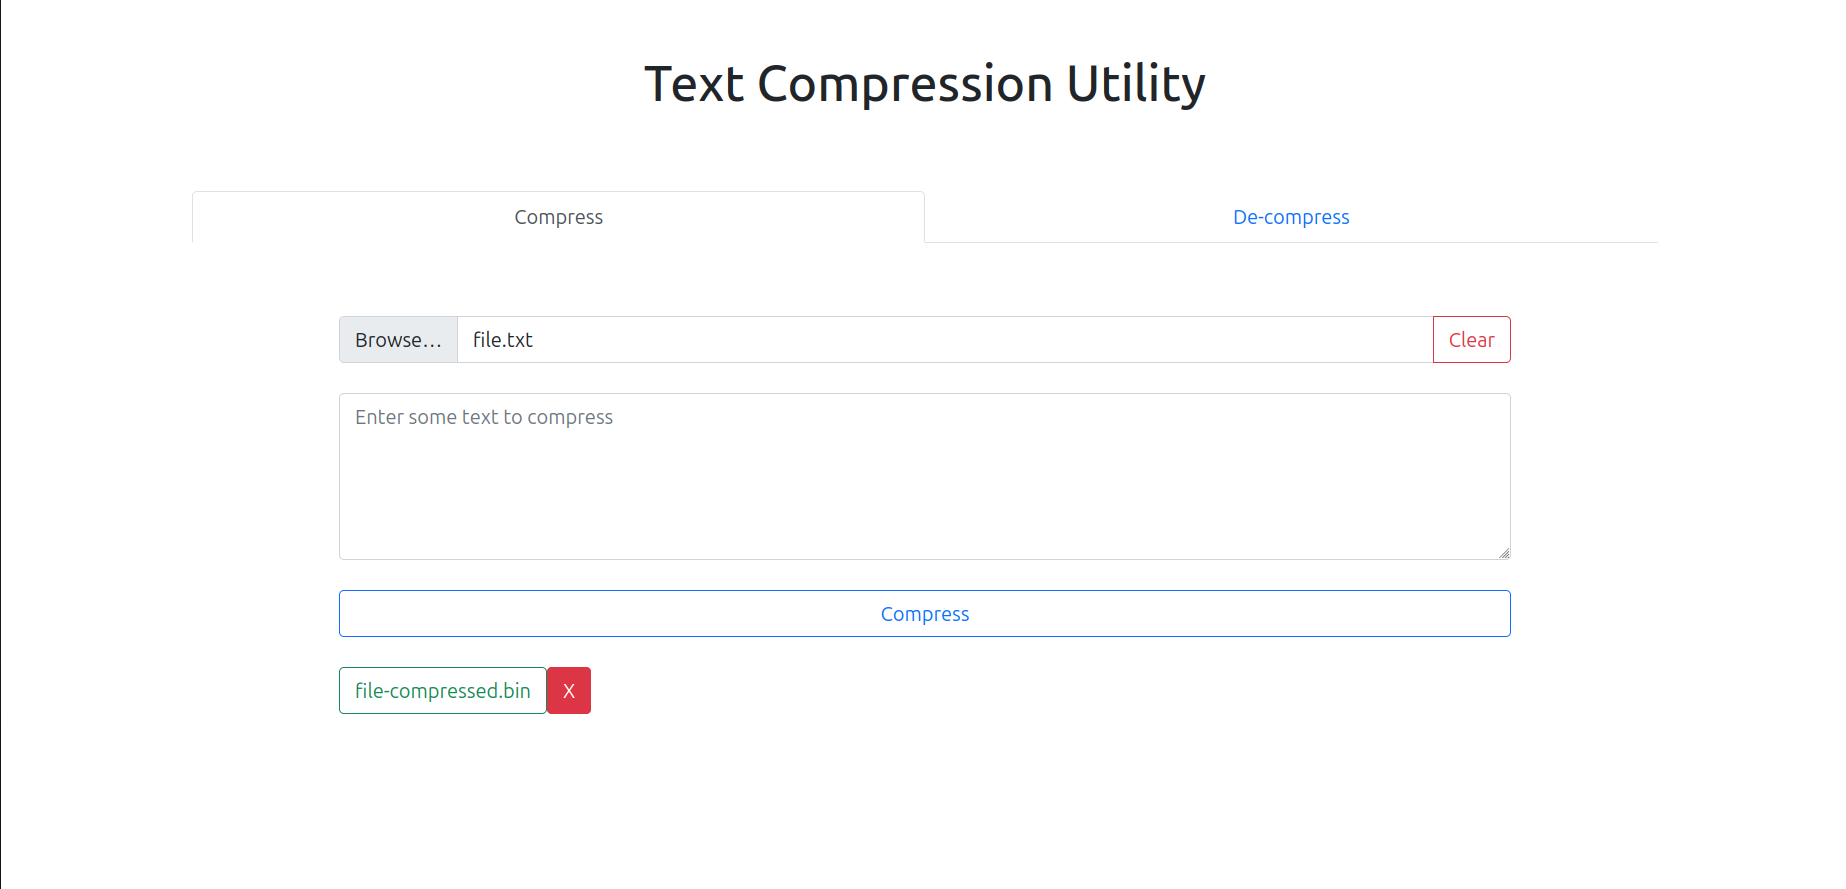 Text Compression Utility
Compress De-compress
Browse... file.txt Clear
Enter some text to compress
Compress
file-compressed.bin X